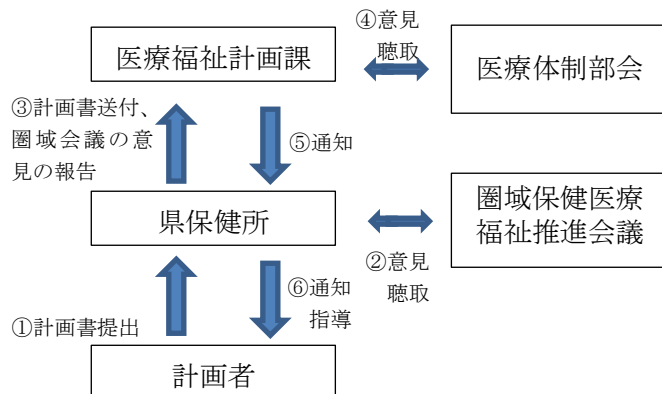 ④意見
聴取
医療福祉計画課
医療体制部会
③計画書送付、
圏域会議の意
見の報告
⑤通知
県保健所
圏域保健医療
福祉推進会議
②意見
聴取
⑥通知
指導
①計画書提出
計画者